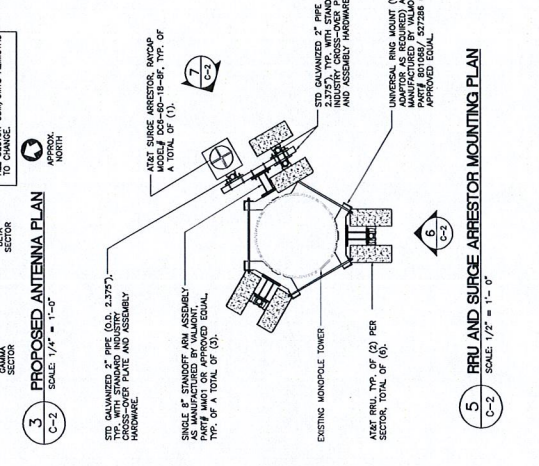 TO CHANGE.
SECTOR
GAMMA
SECTOR
APPROX.
NORTH
3
C-2
PROPOSED ANTENNA PLAN
SCALE: 1/4" = 1'-0"
AT&T SURGE ARRESTOR, RAYCAP
MODEL# DC6-60-18-8F, TYP. OF
A TOTAL OF (1).
7
C-2
STD GALVANIZED 2" PIPE (O.D. 2.375"),
TYP. WITH STANDARD INDUSTRY
CROSS-OVER PLATE AND ASSEMBLY
HARDWARE.
STD GALVANIZED 2" PIPE
2.375"), TYP. WITH STAND
INDUSTRY CROSS-OVER P
AND ASSEMBLY HARDWARE
SINGLE 8" STANDOFF ARM ASSEMBLY
AS MANUFACTURED BY VALMONT,
PART# MM01 OR APPROVED EQUAL,
TYP. OF A TOTAL OF (3).
UNIVERSAL RING MOUNT (
ADAPTOR AS REQUIRED) A
MANUFACTURED BY VALMO
PART# 801068/ 527286
APPROVED EQUAL.
EXISTING MONOPOLE TOWER
AT&T RRU, TYP. OF (2) PER
SECTOR, TOTAL OF (6).
6
C-2
5
C-2
RRU AND SURGE ARRESTOR MOUNTING PLAN
SCALE: 1/2" = 1'- 0"